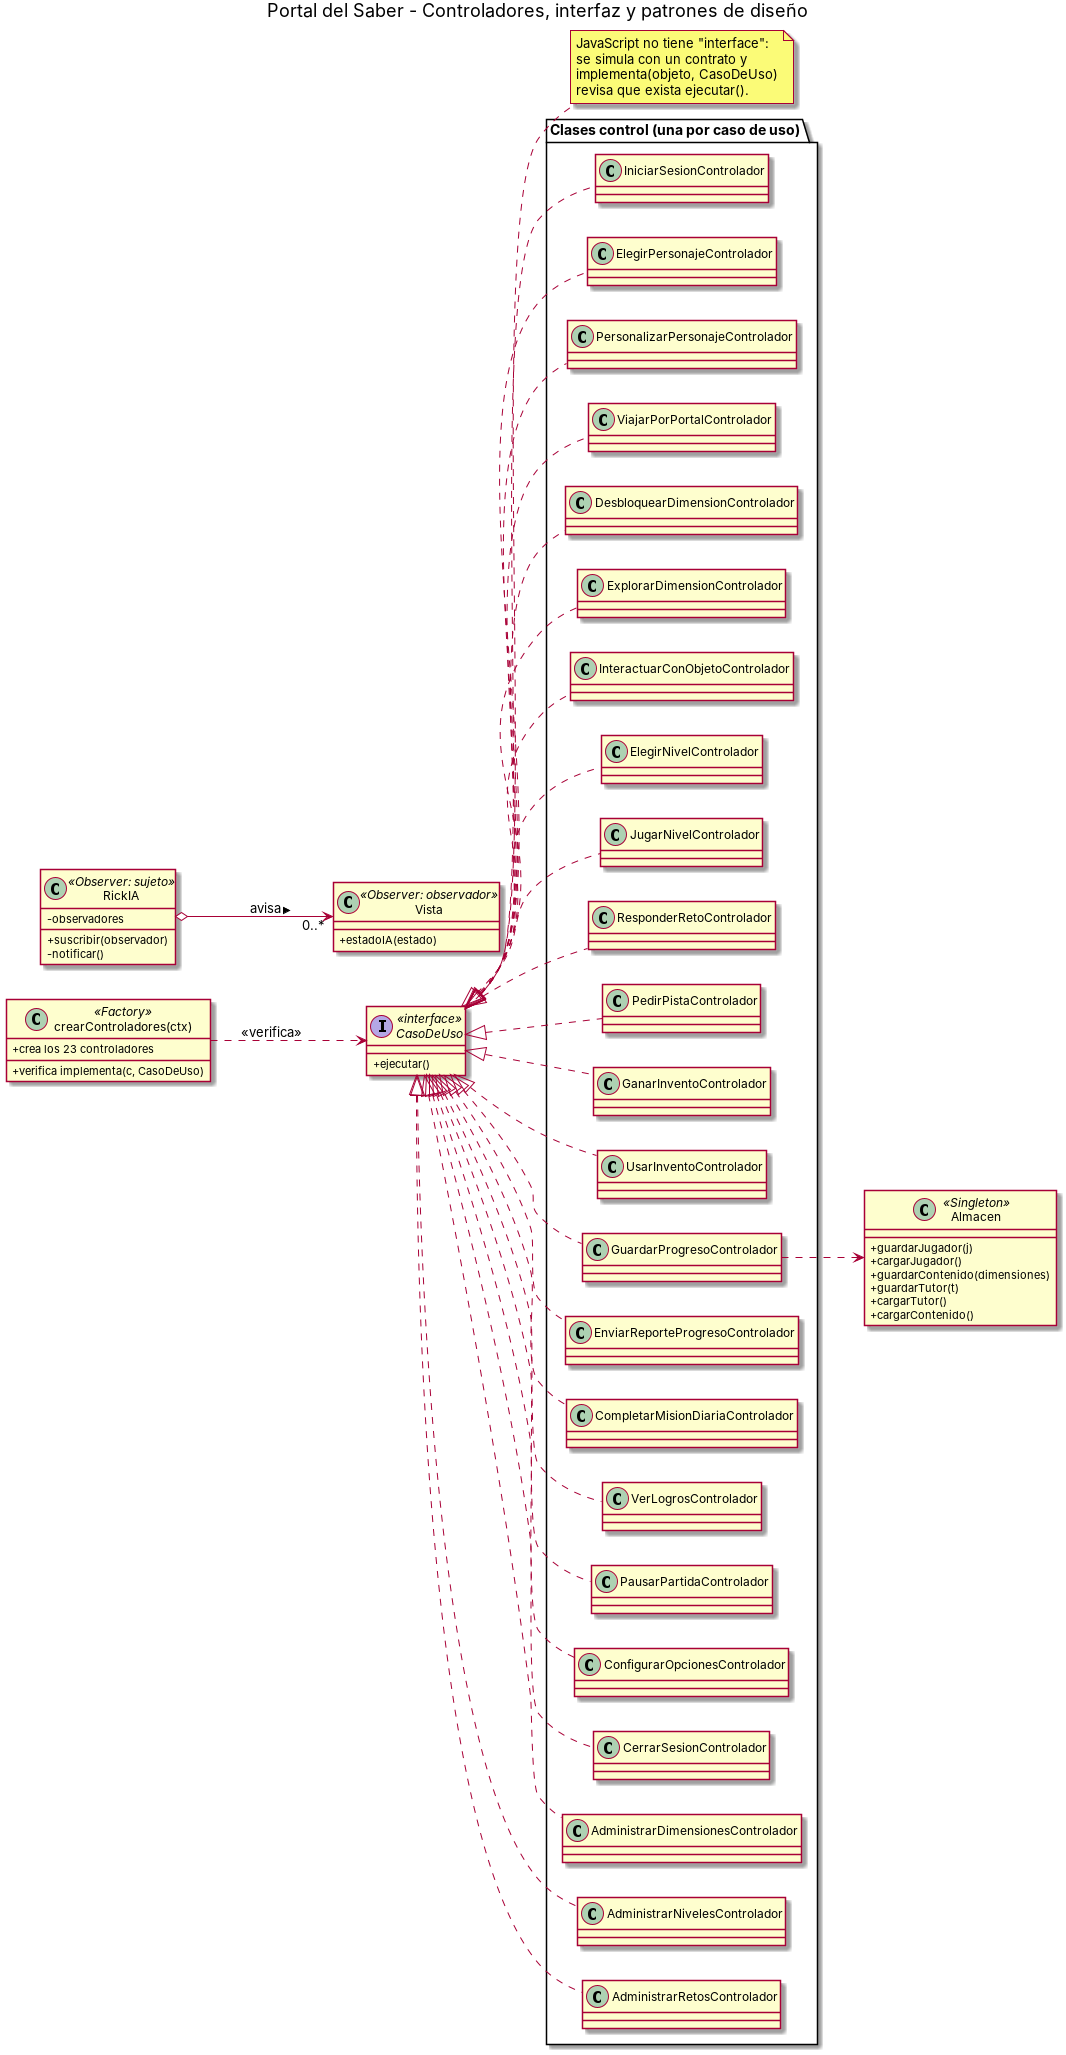 Portal del Saber - Controladores, interfaz y patrones de diseño
JavaScript no tiene "interface":
se simula con un contrato y
implementa(objeto, CasoDeUso)
revisa que exista ejecutar().
Clases control (una por caso de uso)
C IniciarSesionControlador
C ElegirPersonajeControlador
C PersonalizarPersonajeControlador
C ViajarPorPortalControlador
C DesbloquearDimensionControlador
C ExplorarDimensionControlador
C InteractuarConObjetoControlador
C ElegirNivelControlador
C JugarNivelControlador
C ResponderRetoControlador
C PedirPistaControlador
C GanarInventoControlador
C UsarInventoControlador
C GuardarProgresoControlador
C EnviarReporteProgresoControlador
C CompletarMisionDiariaControlador
C VerLogrosControlador
C PausarPartidaControlador
C ConfigurarOpcionesControlador
C CerrarSesionControlador
C AdministrarDimensionesControlador
C AdministrarNivelesControlador
C AdministrarRetosControlador
C «Observer: sujeto»
RickIA
-observadores
+suscribir(observador)
-notificar()
avisa
0..*
C «Observer: observador»
Vista
+estadoIA(estado)
C «Factory»
crearControladores(ctx)
+crea los 23 controladores
+verifica implementa(c, CasoDeUso)
«verifica»
I «interface»
CasoDeUso
+ejecutar()
C «Singleton»
Almacen
+guardarJugador(j)
+cargarJugador()
+guardarContenido(dimensiones)
+guardarTutor(t)
+cargarTutor()
+cargarContenido()